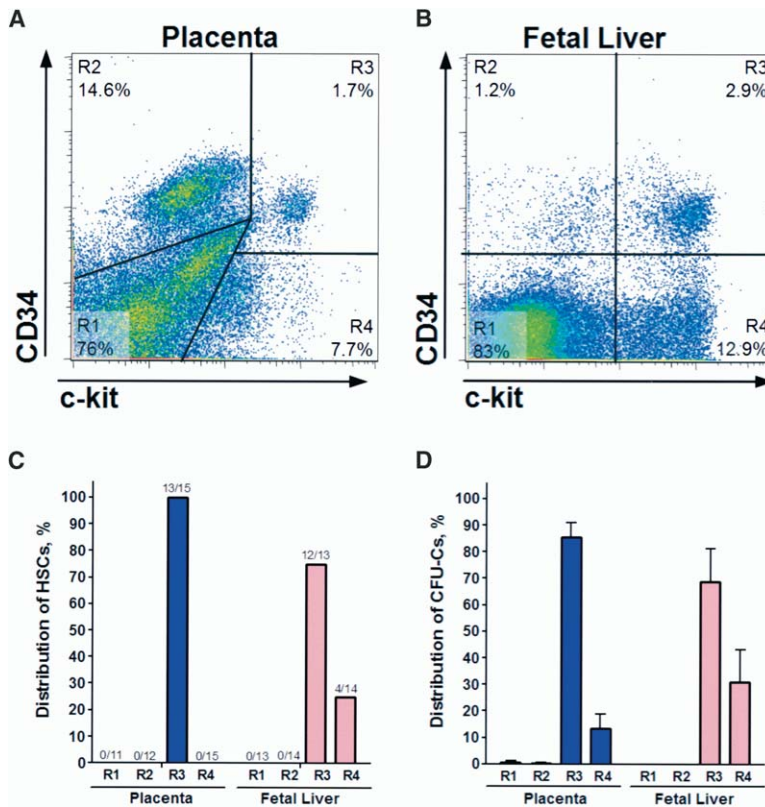 A
Placenta
R2
14.6%
R3
1.7%
R1
76%
R4
7.7%
CD34
c-kit
B
Fetal Liver
R2
1.2%
R3
2.9%
R1
83%
R4
12.9%
CD34
c-kit
C
Distribution of HSCs, %
100
90
80
70
60
50
40
30
20
10
0
0/11
0/12
13/15
0/15
0/13
0/14
12/13
4/14
R1 R2 R3 R4 R1 R2 R3 R4
Placenta Fetal Liver
D
Distribution of CFU-Cs, %
100
90
80
70
60
50
40
30
20
10
0
R1 R2 R3 R4 R1 R2 R3 R4
Placenta Fetal Liver